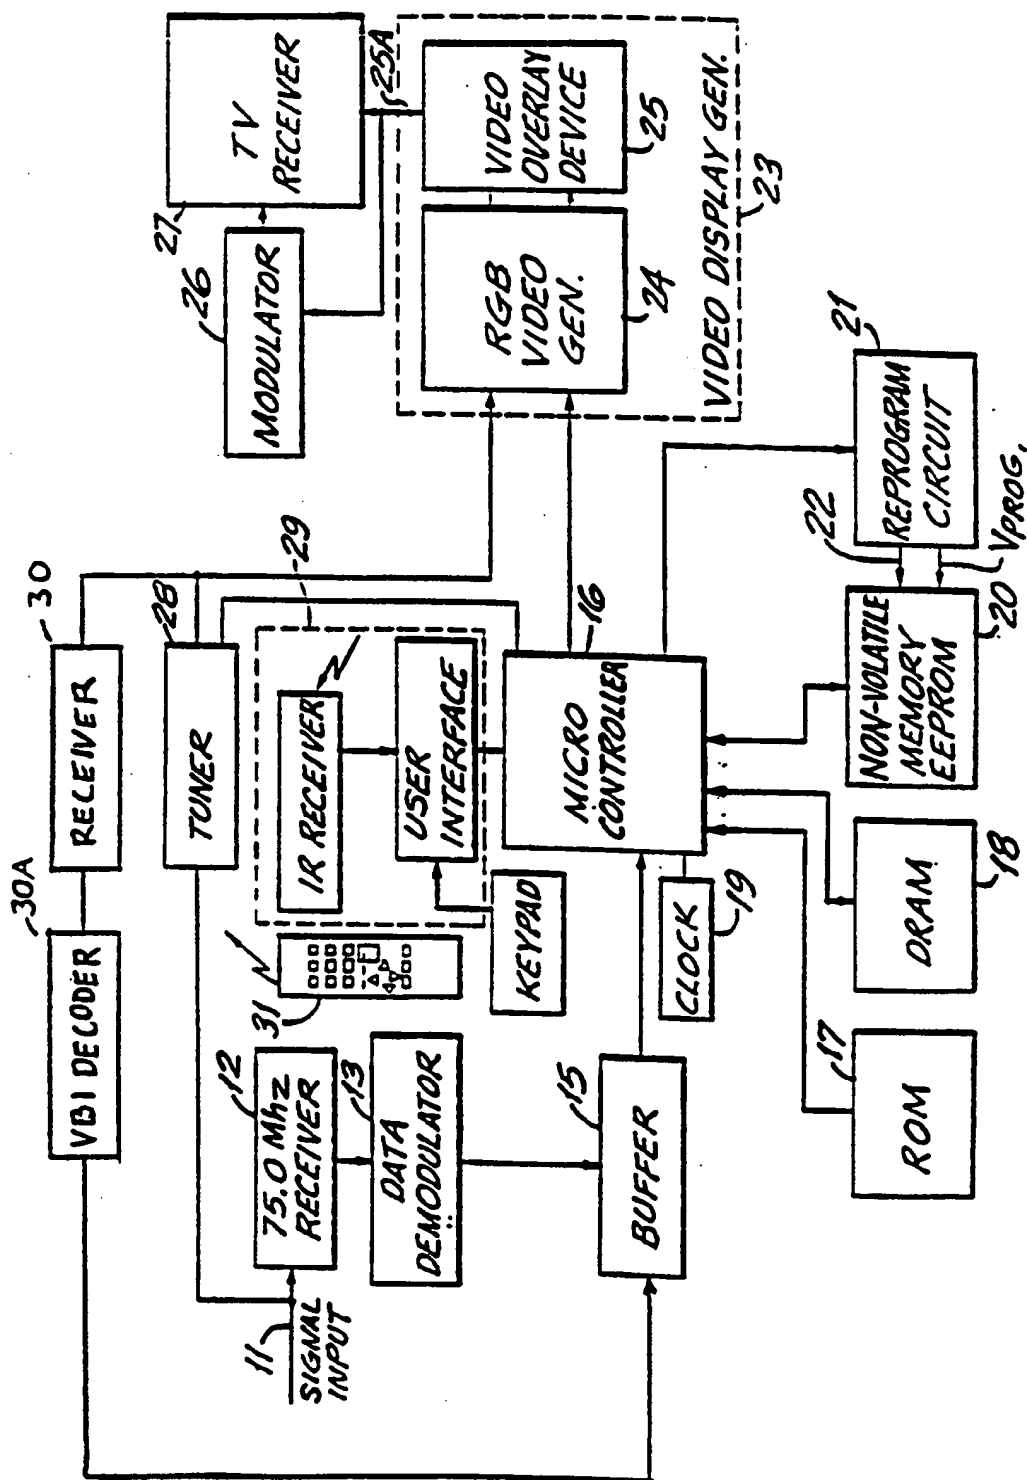 30A
30
VBI DECODER
RECEIVER
28
TUNER
26
MODULATOR
27
TV
RECEIVER
25A
11
SIGNAL
INPUT
12
75.0 Mhz
RECEIVER
13
DATA
DEMODULATOR
31
29
IR RECEIVER
USER
INTERFACE
KEYPAD
RGB
VIDEO
GEN.
24
VIDEO
OVERLAY
DEVICE
25
VIDEO DISPLAY GEN.
23
15
BUFFER
CLOCK
19
16
MICRO
CONTROLLER
17
ROM
DRAM
18
NON-VOLATILE
MEMORY
EEPROM
20
22
VPROG.
21
REPROGRAM
CIRCUIT